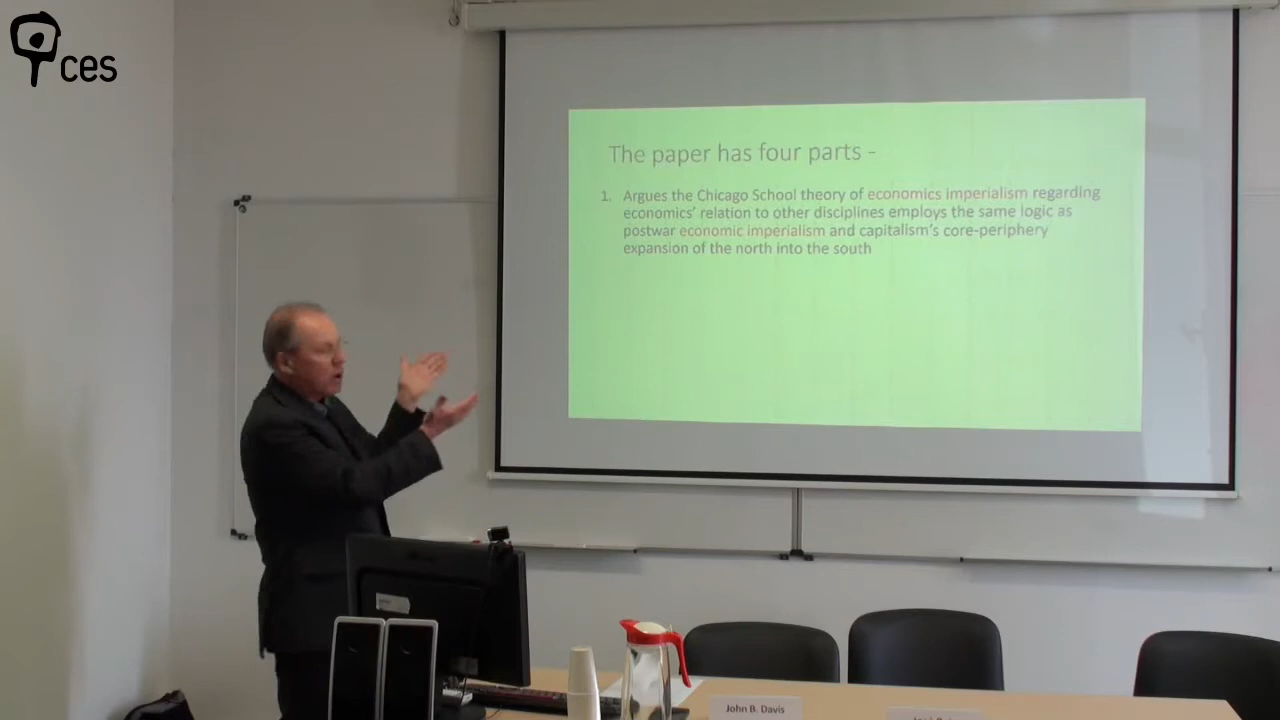 ces
The paper has four parts -
1. Argues the Chicago School theory of economics imperialism regarding
economics' relation to other disciplines employs the same logic as
postwar economic imperialism and capitalism's core-periphery
expansion of the north into the south
John B. Davis